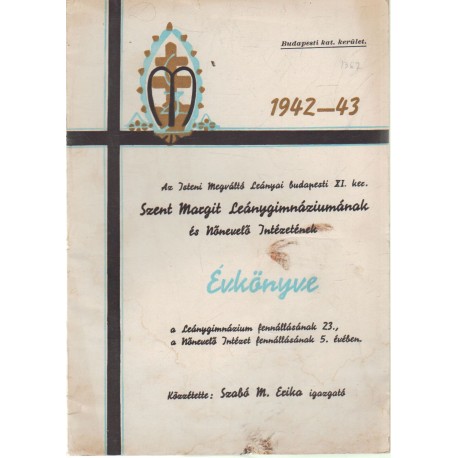 Budapesti kat. kerület.
1942—43
Az Isteni Megváltó Leányai budapesti XI. ker.
Szent Margit Leánygimnáziumának
és Nőnevelő Intézetének
Évkönyve
a Leánygimnázium fennállásának 23.,
a Nőnevelő Intézet fennállásának 5. évében.
Közzétette: Szabó M. Erika igazgató